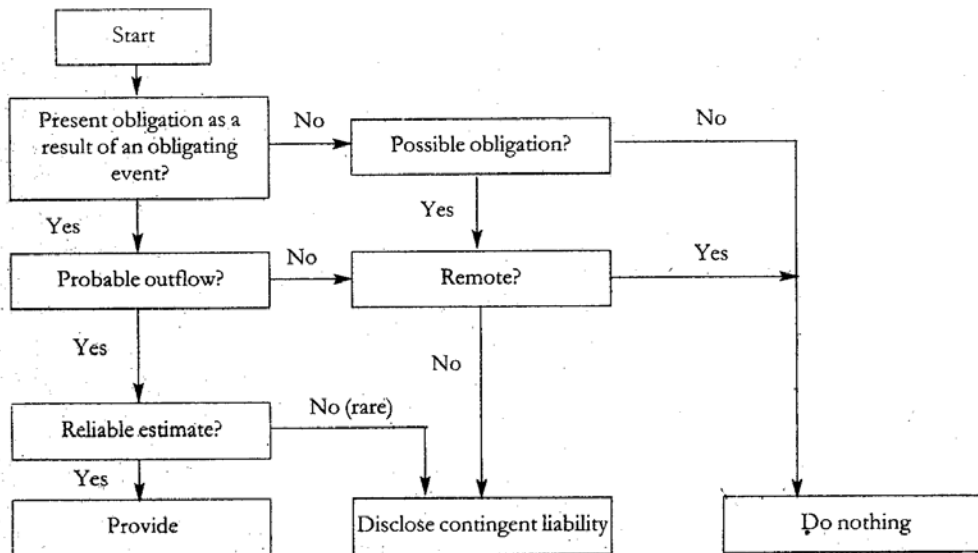 Start
Present obligation as a
result of an obligating
event?
No
Possible obligation?
No
Yes
Yes
Probable outflow?
No
Remote?
Yes
Yes
No
Reliable estimate?
No (rare)
Yes
Provide
Disclose contingent liability
Do nothing